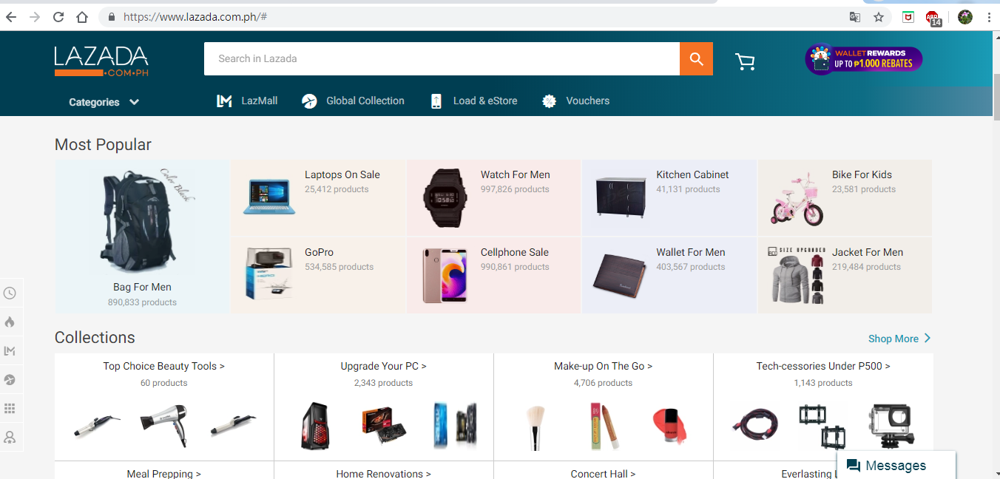 https://www.lazada.com.ph/#
ABP
14
LAZADA
.COM.PH
Search in Lazada
WALLET REWARDS
UP TO ₱1,000 REBATES
Categories
LazMall
Global Collection
Load & eStore
Vouchers
Most Popular
Color Black
Bag For Men
890,833 products
Laptops On Sale
25,412 products
Watch For Men
997,826 products
Kitchen Cabinet
41,131 products
Bike For Kids
23,581 products
GoPro
534,585 products
Cellphone Sale
990,861 products
Wallet For Men
403,567 products
SIZE UPGRADED
Jacket For Men
219,484 products
Collections
Shop More
Top Choice Beauty Tools >
60 products
Upgrade Your PC >
2,343 products
Make-up On The Go >
4,706 products
Tech-cessories Under P500 >
1,143 products
Meal Prepping >
Home Renovations >
Concert Hall >
Everlasting
Messages